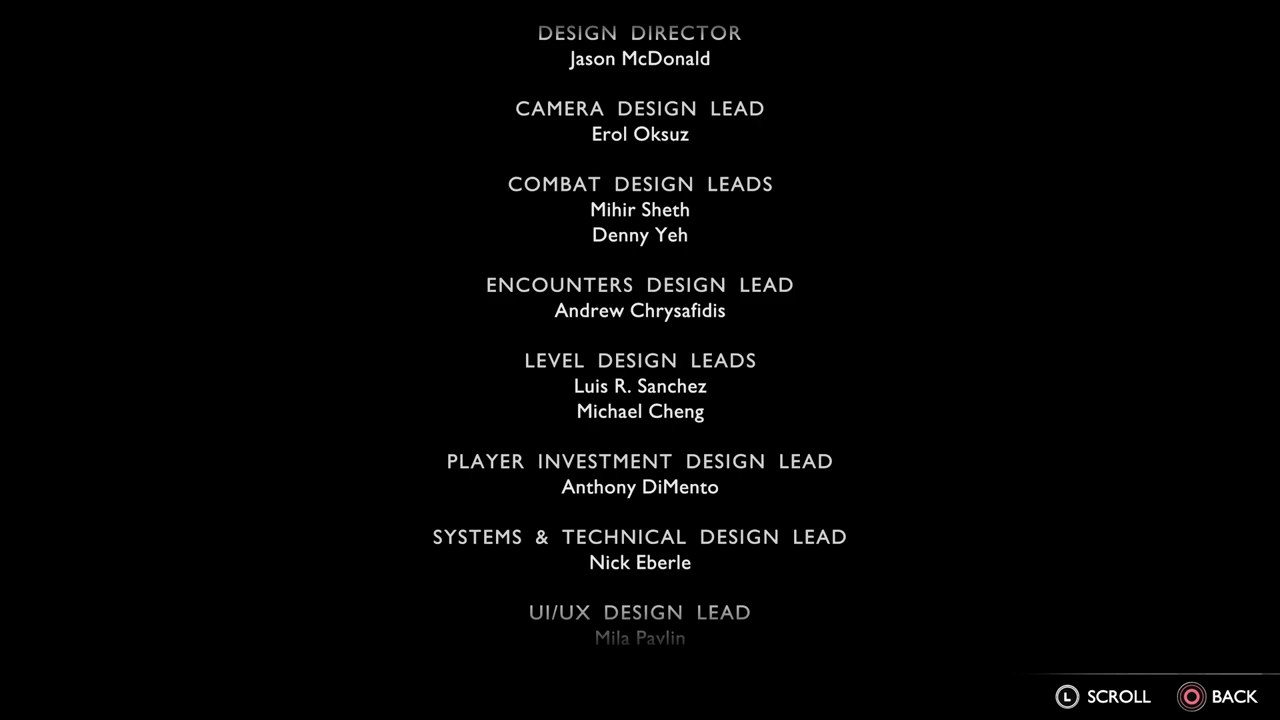 DESIGN DIRECTOR
Jason McDonald
CAMERA DESIGN LEAD
Erol Oksuz
COMBAT DESIGN LEADS
Mihir Sheth
Denny Yeh
ENCOUNTERS DESIGN LEAD
Andrew Chrysafidis
LEVEL DESIGN LEADS
Luis R. Sanchez
Michael Cheng
PLAYER INVESTMENT DESIGN LEAD
Anthony DiMento
SYSTEMS & TECHNICAL DESIGN LEAD
Nick Eberle
UI/UX DESIGN LEAD
Mila Pavlin
L SCROLL BACK